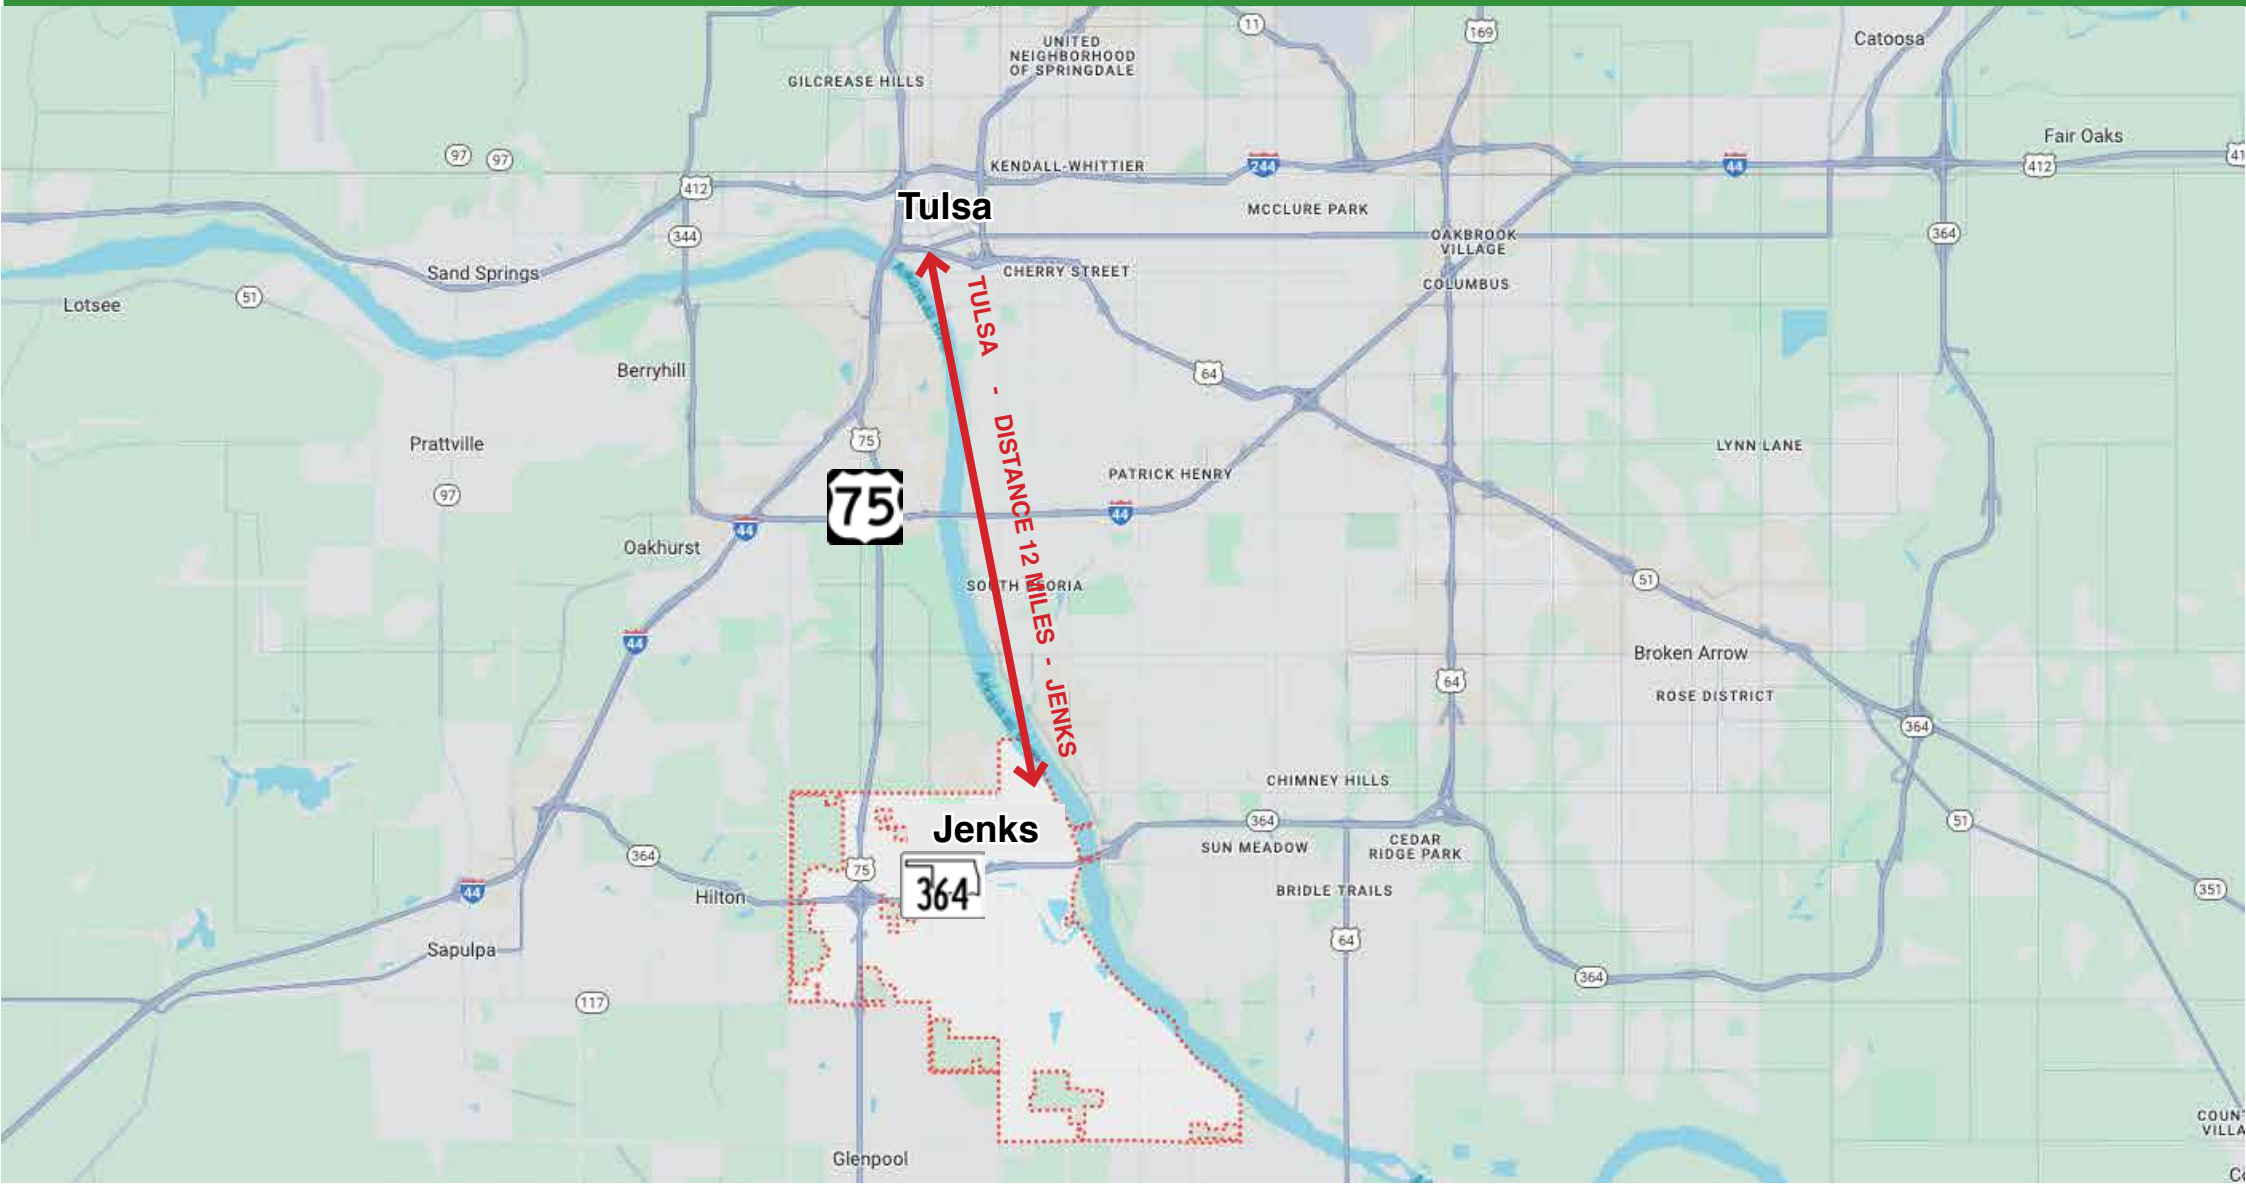 11
169
Catoosa
UNITED
NEIGHBORHOOD
OF SPRINGDALE
GILCREASE HILLS
97
97
KENDALL-WHITTIER
244
44
Fair Oaks
412
412
Tulsa
MCCLURE PARK
344
OAKBROOK
VILLAGE
364
Sand Springs
CHERRY STREET
COLUMBUS
51
Lotsee
TULSA - DISTANCE 12 MILES - JENKS
Berryhill
64
75
Prattville
LYNN LANE
97
75
PATRICK HENRY
44
44
Oakhurst
51
SOUTH PEORIA
44
Broken Arrow
64
ROSE DISTRICT
364
CHIMNEY HILLS
Jenks
364
51
SUN MEADOW
CEDAR
RIDGE PARK
364
75
364
44
Hilton
BRIDLE TRAILS
351
Sapulpa
64
364
117
Glenpool